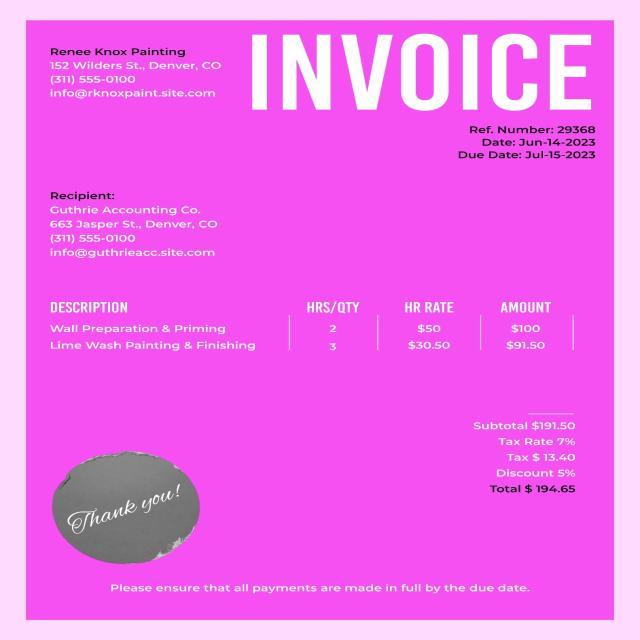 Renee Knox Painting
152 Wilders St., Denver, CO
(311) 555-0100
info@rknoxpaint.site.com
INVOICE
Ref. Number: 29368
Date: Jun-14-2023
Due Date: Jul-15-2023
Recipient:
Guthrie Accounting Co.
663 Jasper St., Denver, CO
(311) 555-0100
info@guthrieacc.site.com
DESCRIPTION HRS/QTY HR RATE AMOUNT
Wall Preparation & Priming 2 $50 $100
Lime Wash Painting & Finishing 3 $30.50 $91.50
Subtotal $191.50
Tax Rate 7%
Tax $ 13.40
Discount 5%
Total $ 194.65
Thank you!
Please ensure that all payments are made in full by the due date.